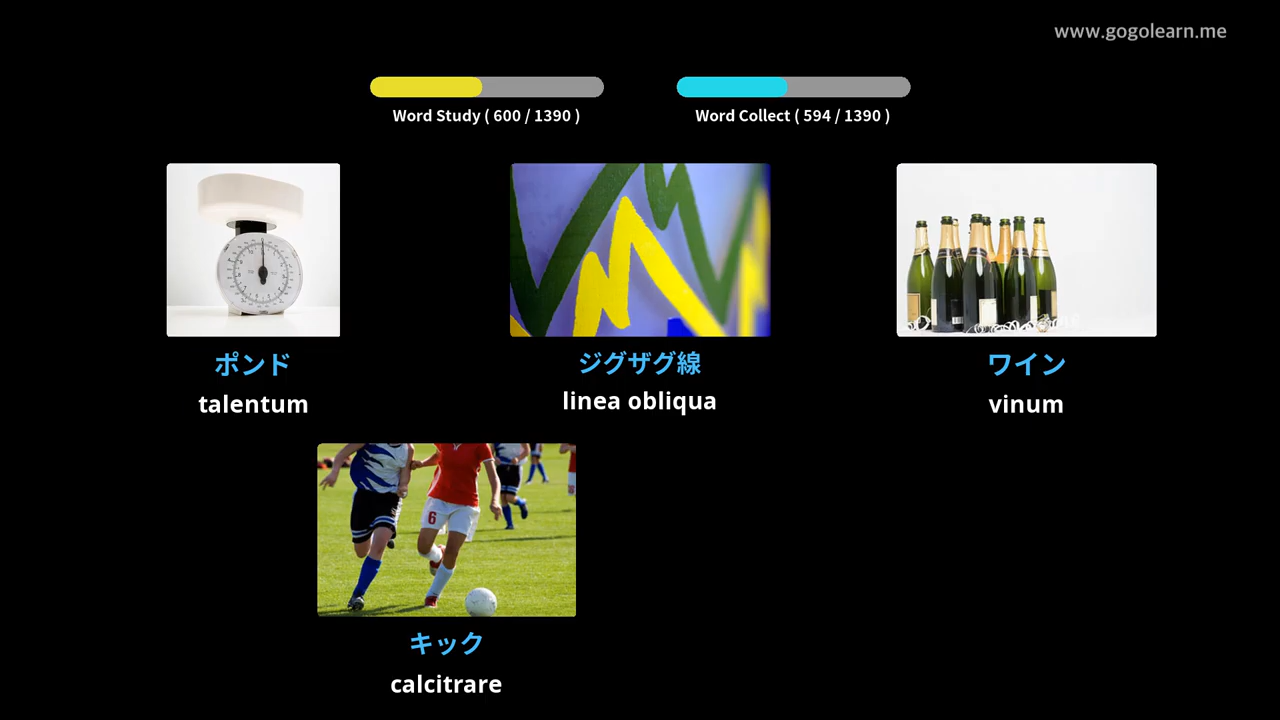 www.gogolearn.me
Word Study ( 600 / 1390 )
Word Collect ( 594 / 1390 )
ポンド
talentum
ジグザグ線
linea obliqua
ワイン
vinum
6
キック
calcitrare